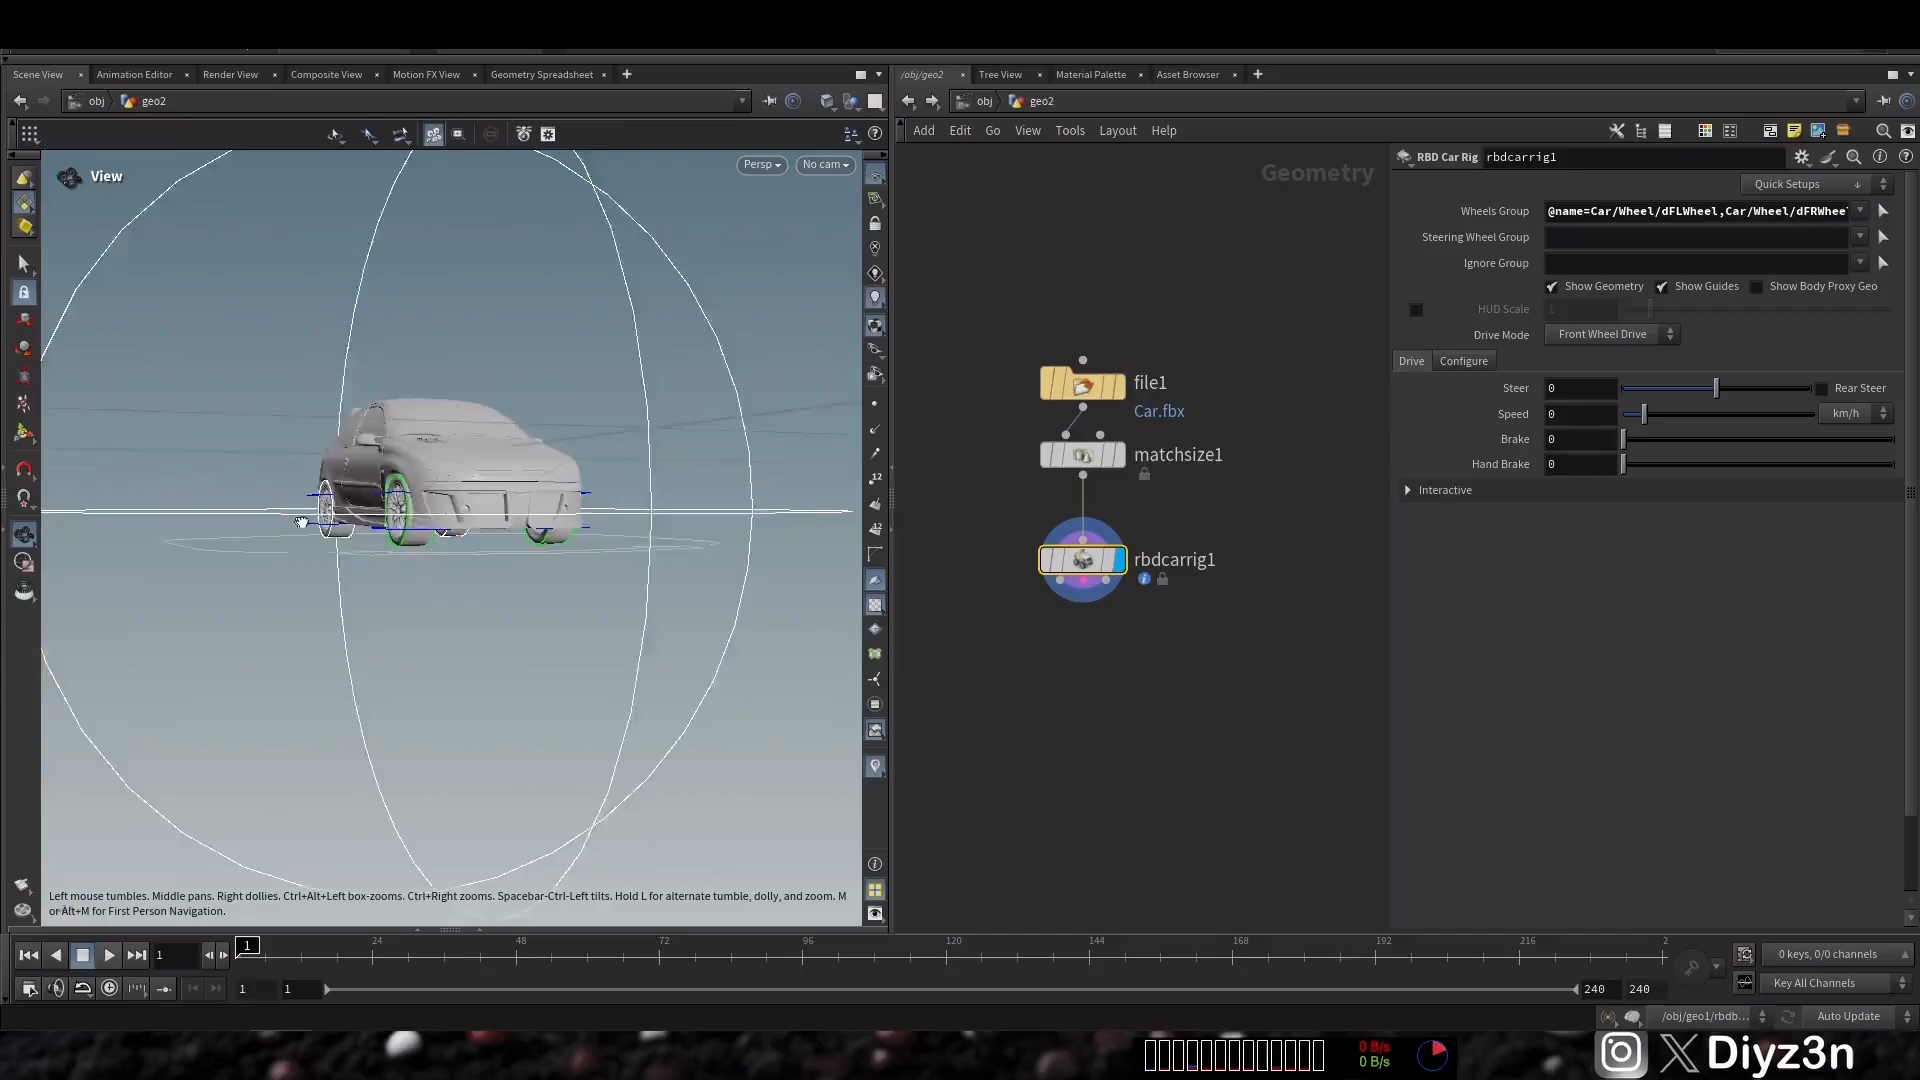 Scene View
Animation Editor
Render View
Composite View
Motion FX View
Geometry Spreadsheet
/obj/geo2
Tree View
Material Palette
Asset Browser
obj
geo2
obj
geo2
Add Edit Go View Tools Layout Help
View
Persp
No cam
Geometry
RBD Car Rig rbdcarrig1
Quick Setups
Wheels Group @name=Car/Wheel/dFLWheel,Car/Wheel/dFRWhee
Steering Wheel Group
Ignore Group
Show Geometry Show Guides Show Body Proxy Geo
HUD Scale 1
Drive Mode Front Wheel Drive
Drive Configure
Steer 0 Rear Steer
Speed 0 km/h
Brake 0
Hand Brake 0
Interactive
file1
Car.fbx
matchsize1
rbdcarrig1
12
12
Left mouse tumbles. Middle pans. Right dollies. Ctrl+Alt+Left box-zooms. Ctrl+Right zooms. Spacebar-Ctrl-Left tilts. Hold L for alternate tumble, dolly, and zoom. M
or Alt+M for First Person Navigation.
1
1
24 48 72 96 120 144 168 192 216 2
0 keys, 0/0 channels
1 1 240 240
Key All Channels
/obj/geo1/rbdb...
Auto Update
0 B/s
0 B/s
Diyz3n